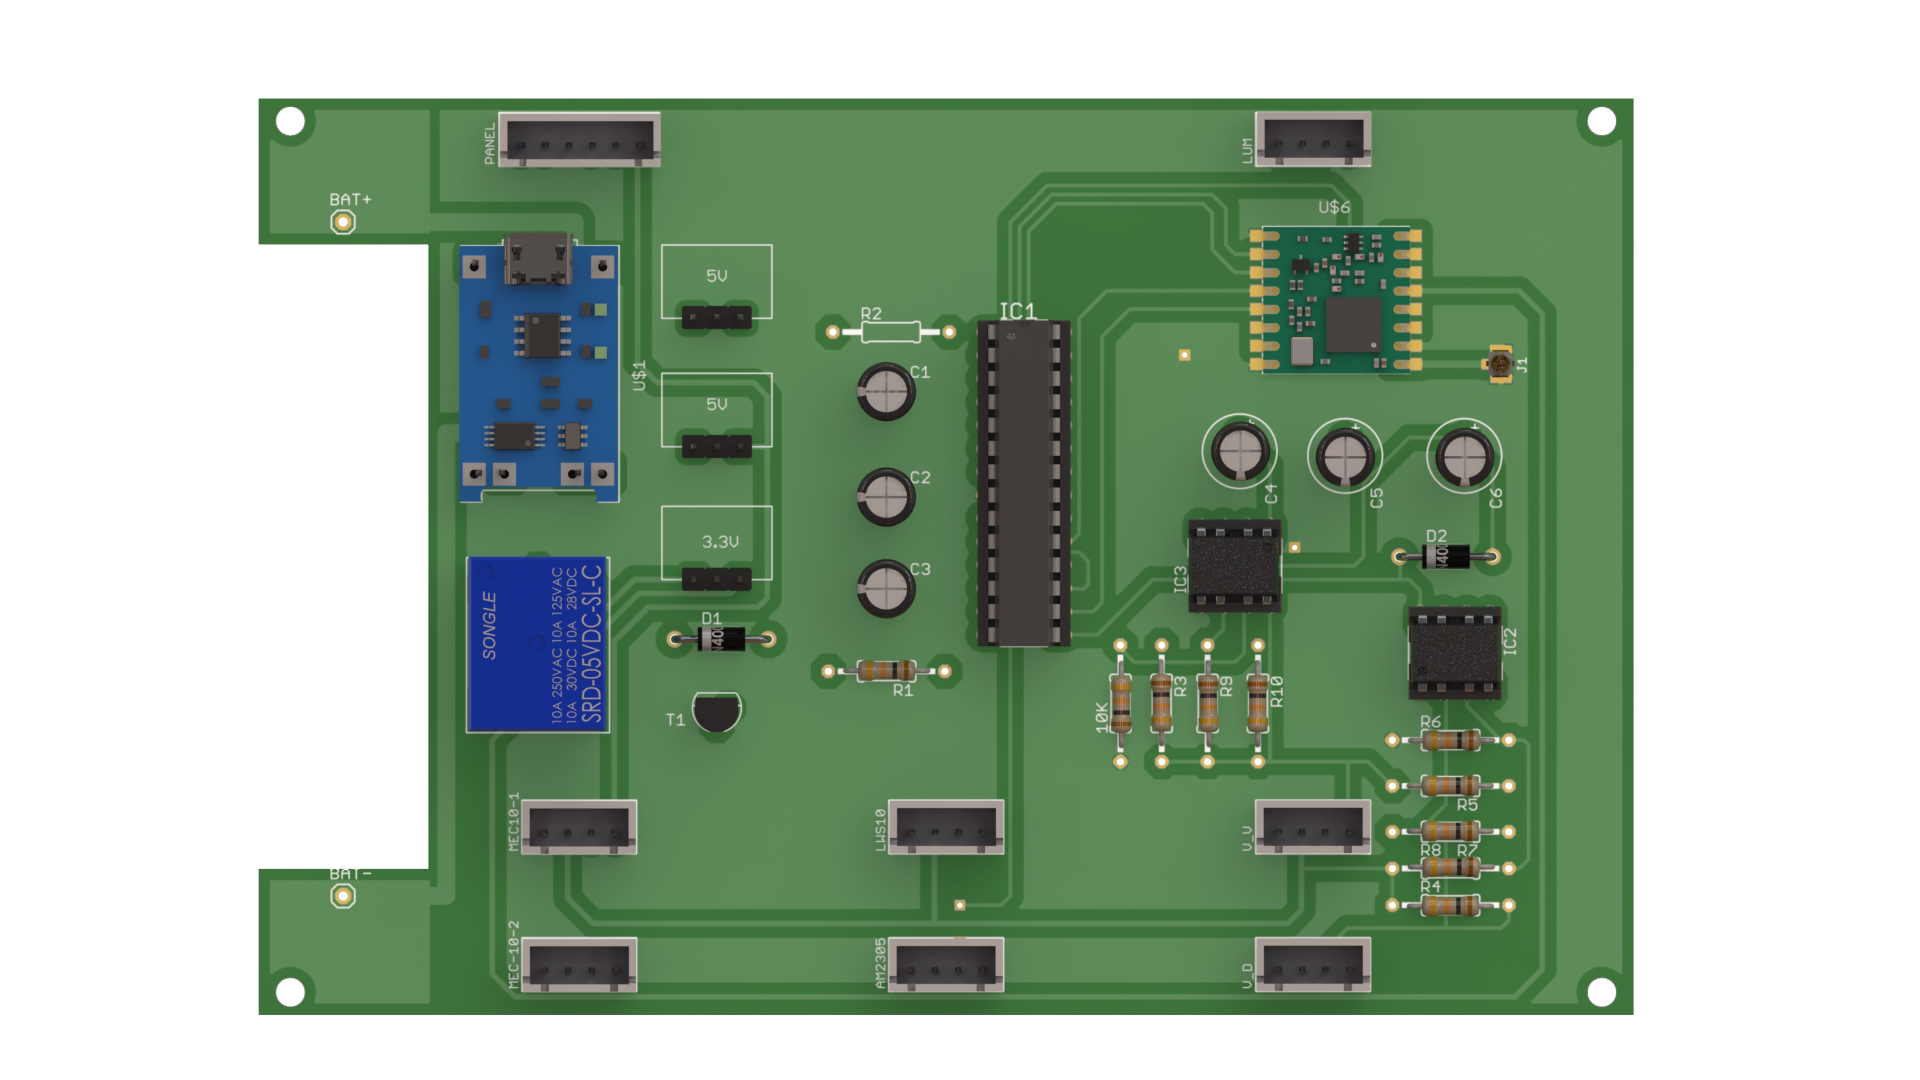 PANEL
LUM
BAT+
U$6
5V
IC1
R2
U$1
C1
J1
5V
C2
C4
C5
C6
3.3V
D2
C3
IC3
D1
SONGLE
10A 250VAC 10A 125VAC
10A 30VDC 10A 28VDC
SRD-05VDC-SL-C
IC2
R1
T1
10K
R3
R9
R10
R6
R5
MEC10-1
LWS10
V_V
R8
R7
BAT-
R4
MEC-10-2
AM2305
V_D